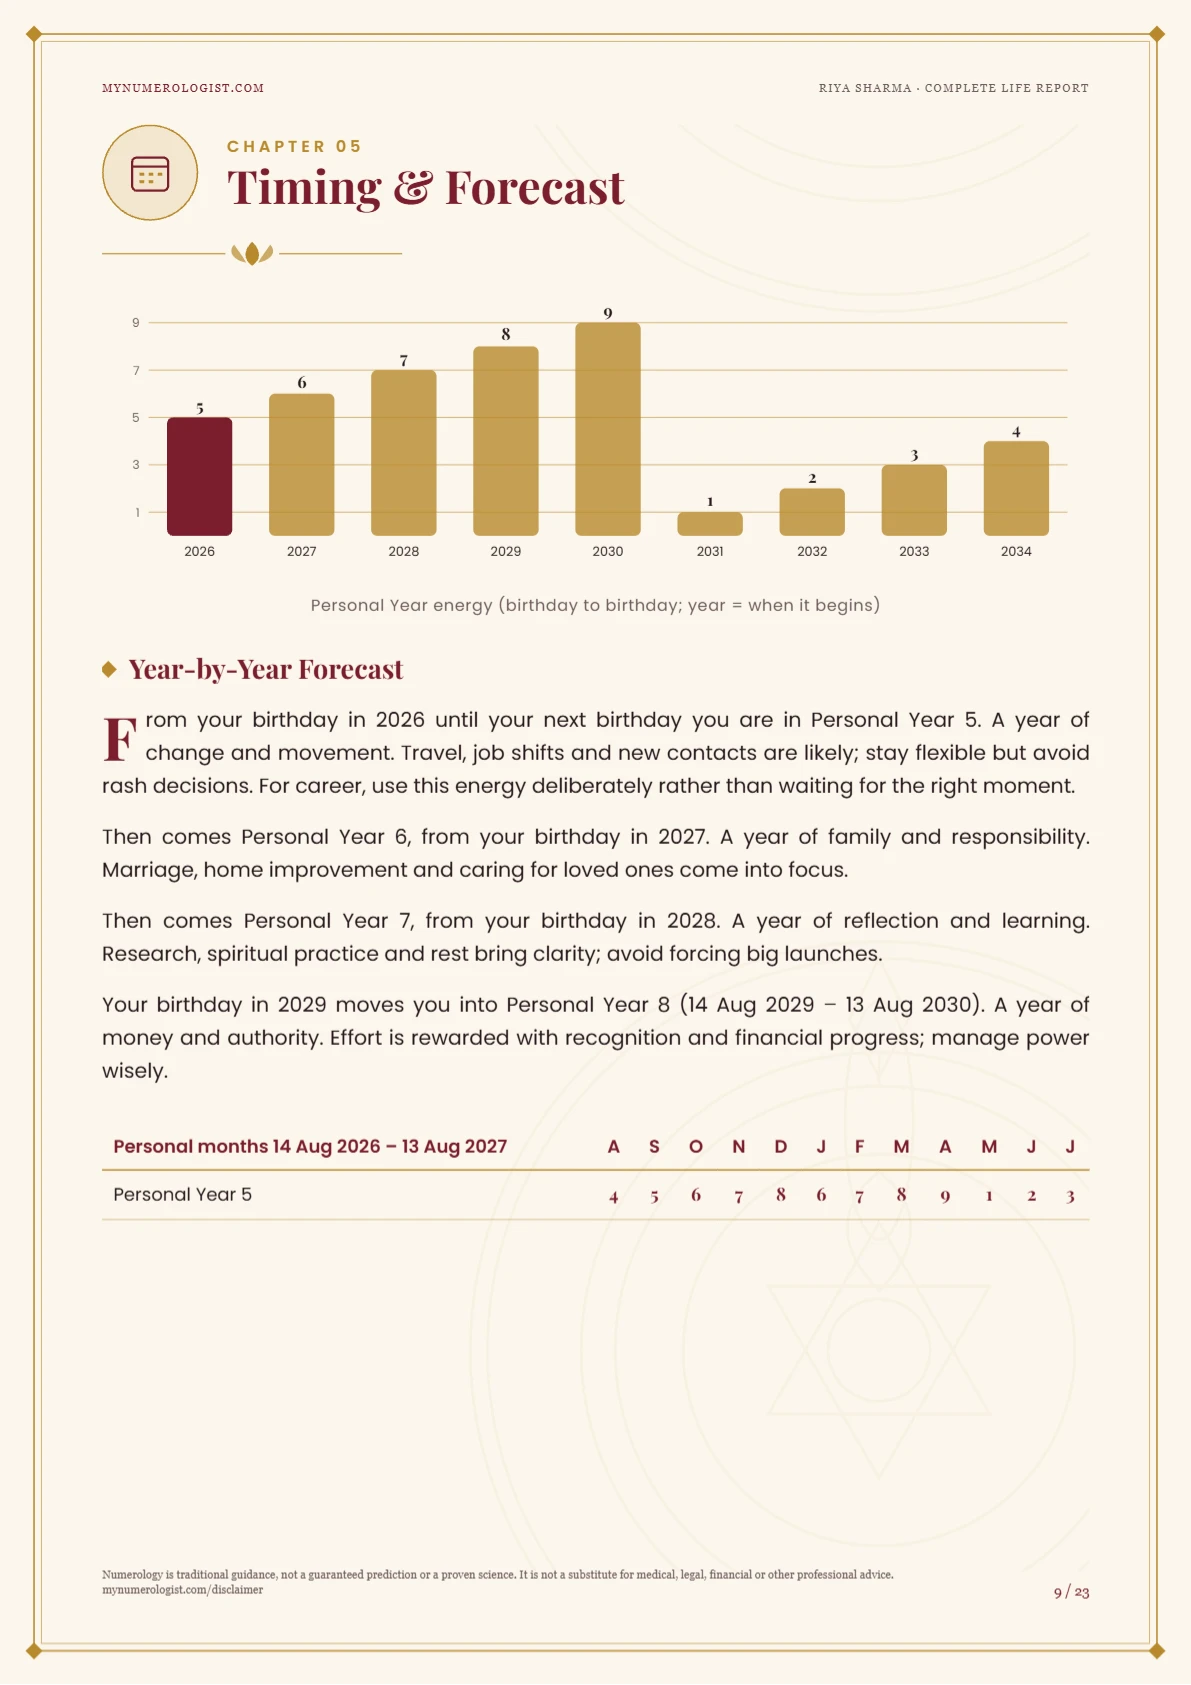 MYNUMEROLOGIST.COM
RIYA SHARMA · COMPLETE LIFE REPORT
CHAPTER 05
Timing & Forecast
9
7
5
3
1
5
6
7
8
9
1
2
3
4
2026 2027 2028 2029 2030 2031 2032 2033 2034
Personal Year energy (birthday to birthday; year = when it begins)
Year-by-Year Forecast
From your birthday in 2026 until your next birthday you are in Personal Year 5. A year of
change and movement. Travel, job shifts and new contacts are likely; stay flexible but avoid
rash decisions. For career, use this energy deliberately rather than waiting for the right moment.
Then comes Personal Year 6, from your birthday in 2027. A year of family and responsibility.
Marriage, home improvement and caring for loved ones come into focus.
Then comes Personal Year 7, from your birthday in 2028. A year of reflection and learning.
Research, spiritual practice and rest bring clarity; avoid forcing big launches.
Your birthday in 2029 moves you into Personal Year 8 (14 Aug 2029 – 13 Aug 2030). A year of
money and authority. Effort is rewarded with recognition and financial progress; manage power
wisely.
Personal months 14 Aug 2026 – 13 Aug 2027 A S O N D J F M A M J J
Personal Year 5 4 5 6 7 8 6 7 8 9 1 2 3
Numerology is traditional guidance, not a guaranteed prediction or a proven science. It is not a substitute for medical, legal, financial or other professional advice.
mynumerologist.com/disclaimer
9 / 23